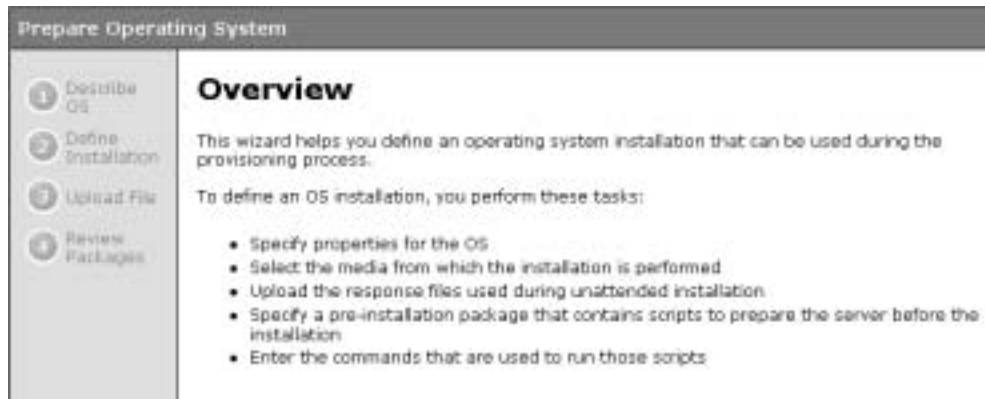 Prepare Operating System
1 Describe
OS
2 Define
Installation
3 Upload File
4 Review
Packages
Overview
This wizard helps you define an operating system installation that can be used during the
provisioning process.
To define an OS installation, you perform these tasks:
• Specify properties for the OS
• Select the media from which the installation is performed
• Upload the response files used during unattended installation
• Specify a pre-installation package that contains scripts to prepare the server before the
installation
• Enter the commands that are used to run those scripts